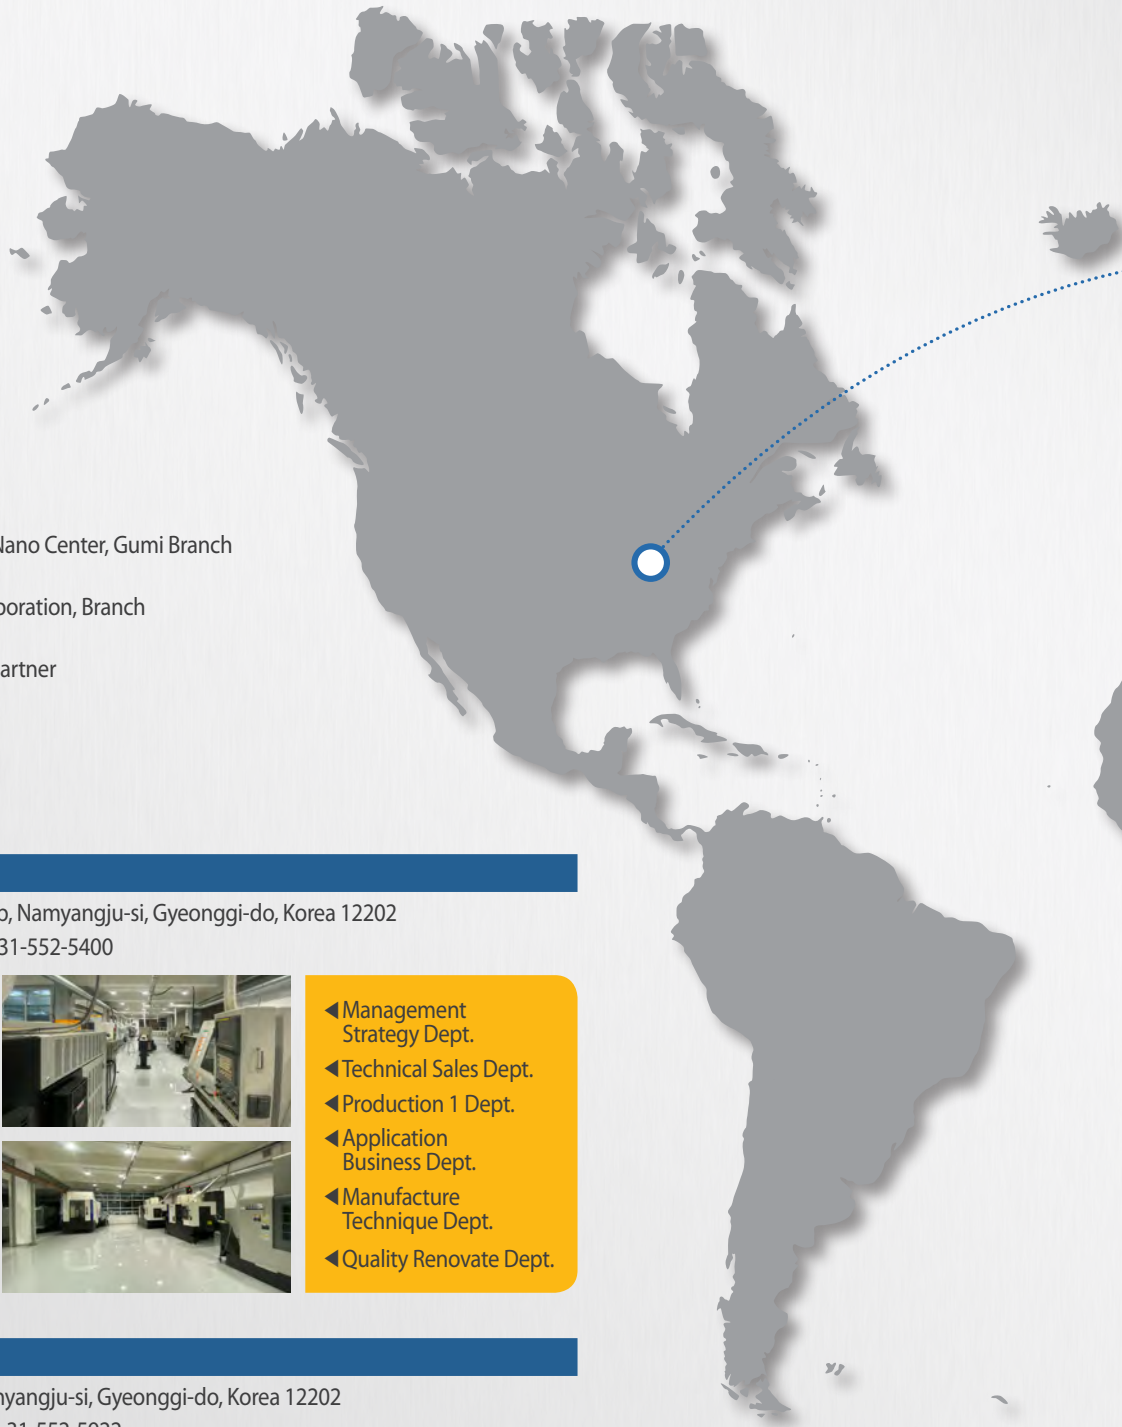 Nano Center, Gumi Branch
poration, Branch
artner
p, Namyangju-si, Gyeonggi-do, Korea 12202
31-552-5400
◀Management
Strategy Dept.
◀Technical Sales Dept.
◀Production 1 Dept.
◀Application
Business Dept.
◀Manufacture
Technique Dept.
◀Quality Renovate Dept.
nyangju-si, Gyeonggi-do, Korea 12202